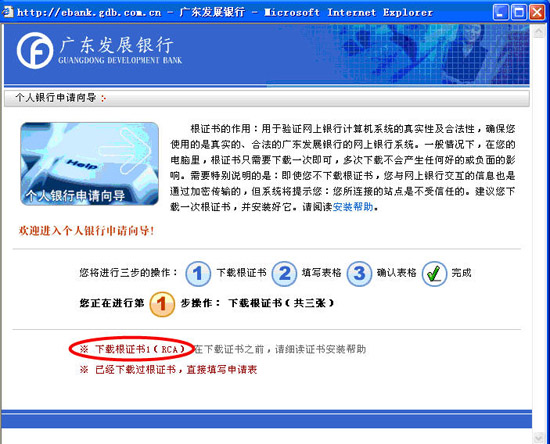 http://ebank.gdb.com.cn - 广东发展银行 - Microsoft Internet Explorer
广东发展银行
GUANGDONG DEVELOPMENT BANK
个人银行申请向导 :·
根证书的作用：用于验证网上银行计算机系统的真实性及合法性，确保您
使用的是真实的、合法的广东发展银行的网上银行系统。一般情况下，在您的
电脑里，根证书只需要下载一次即可，多次下载不会产生任何好的或负面的影
响。需要特别说明的是：即使您不下载根证书，您与网上银行交互的信息也是
通过加密传输的，但系统将提示您：您所连接的站点是不受信任的。建议您下
载一次根证书，并安装好它。请阅读安装帮助。
Help
个人银行申请向导
欢迎进入个人银行申请向导！
您将进行三步的操作： 1 下载根证书 2 填写表格 3 确认表格 完成
您正在进行第 1 步操作： 下载根证书（共三张）
※ 下载根证书1（RCA） 在下载证书之前，请细读证书安装帮助
※ 已经下载过根证书，直接填写申请表